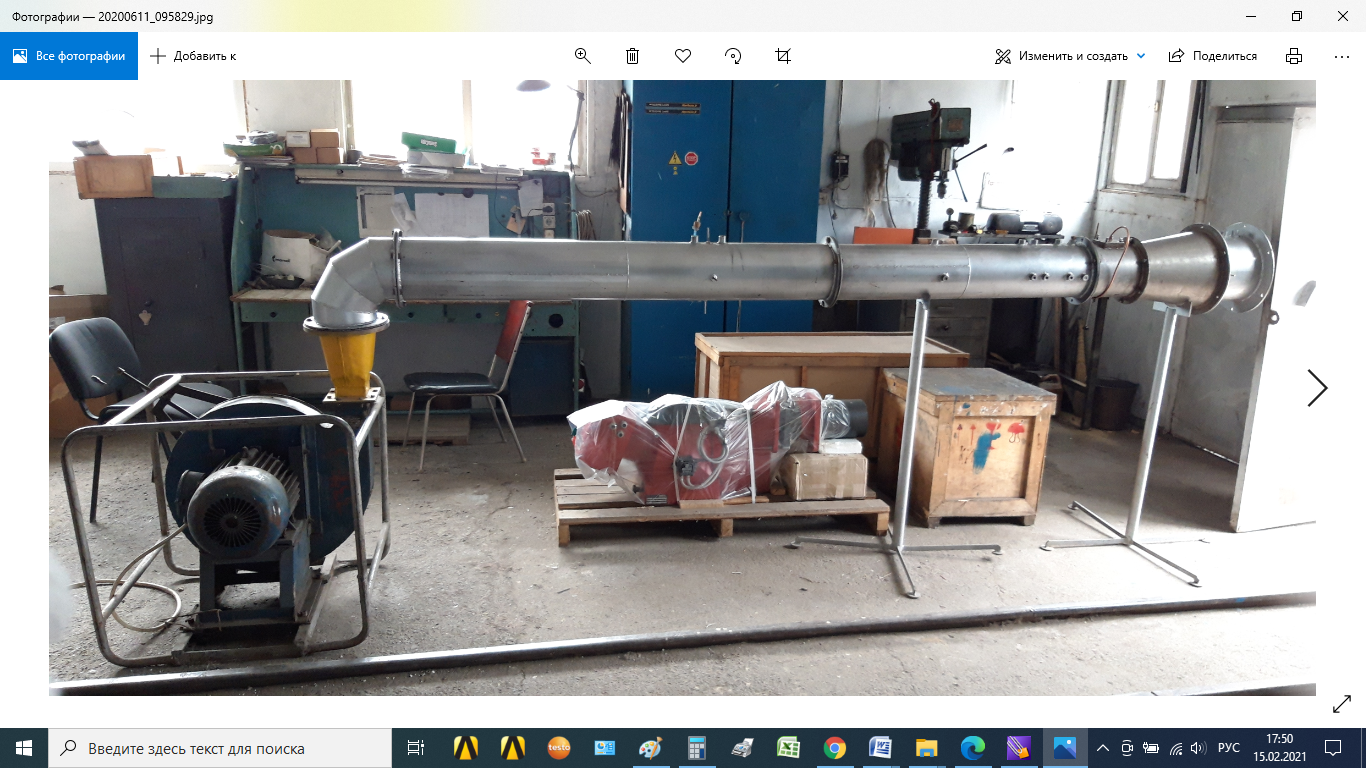 Фотографии — 20200611_095829.jpg
Все фотографии
Добавить к
Изменить и создать
Поделиться
Введите здесь текст для поиска
testo
РУС
17:50
15.02.2021